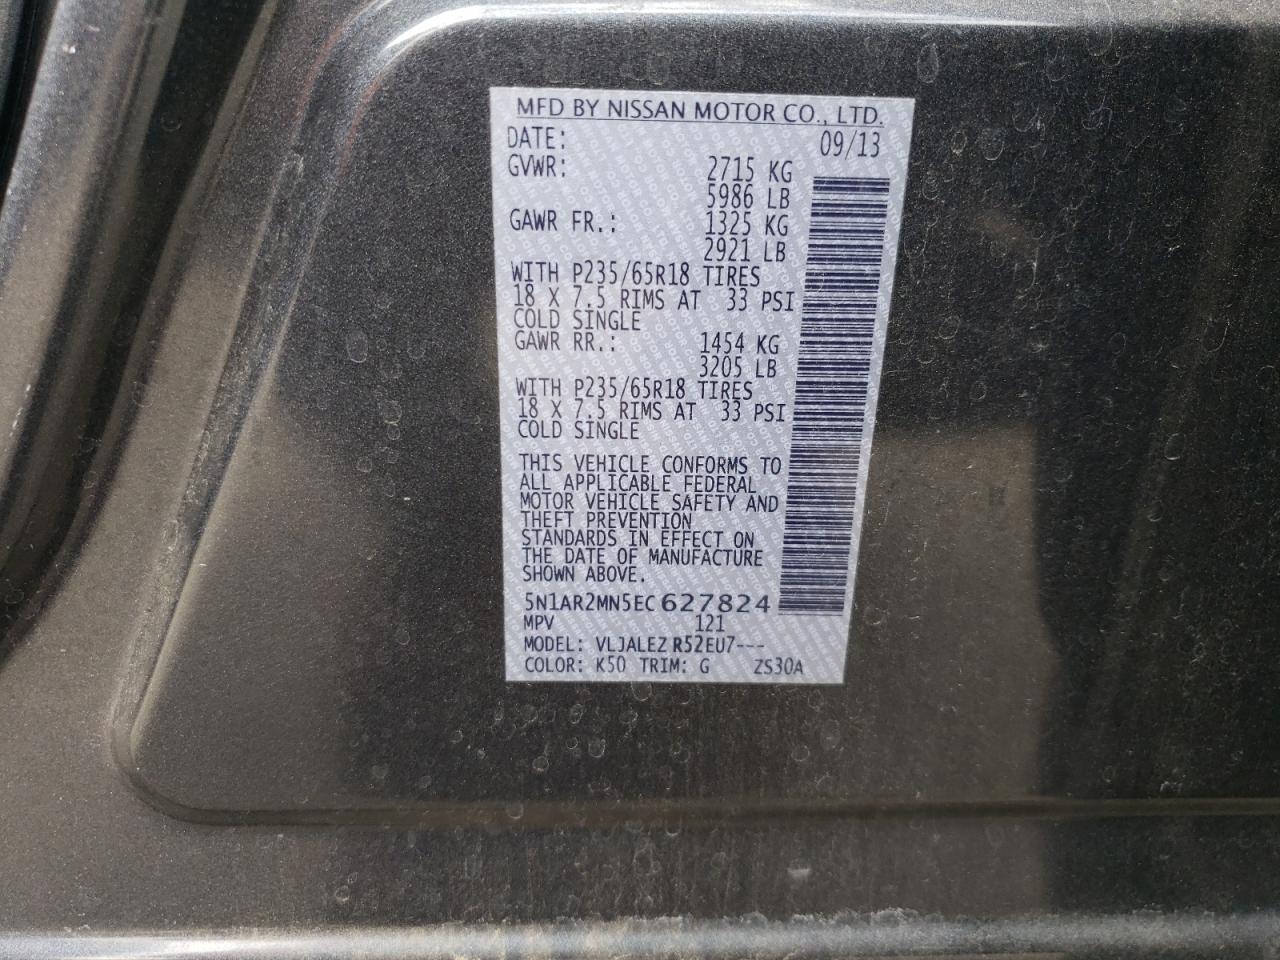 MFD BY NISSAN MOTOR CO., LTD.
DATE: 09/13
GVWR: 2715 KG
5986 LB
GAWR FR.: 1325 KG
2921 LB
WITH P235/65R18 TIRES
18 X 7.5 RIMS AT 33 PSI
COLD SINGLE
GAWR RR.: 1454 KG
3205 LB
WITH P235/65R18 TIRES
18 X 7.5 RIMS AT 33 PSI
COLD SINGLE
THIS VEHICLE CONFORMS TO
ALL APPLICABLE FEDERAL
MOTOR VEHICLE SAFETY AND
THEFT PREVENTION
STANDARDS IN EFFECT ON
THE DATE OF MANUFACTURE
SHOWN ABOVE.
5N1AR2MN5EC627824
MPV 121
MODEL: VLJALEZ R52EU7---
COLOR: K50 TRIM: G ZS30A